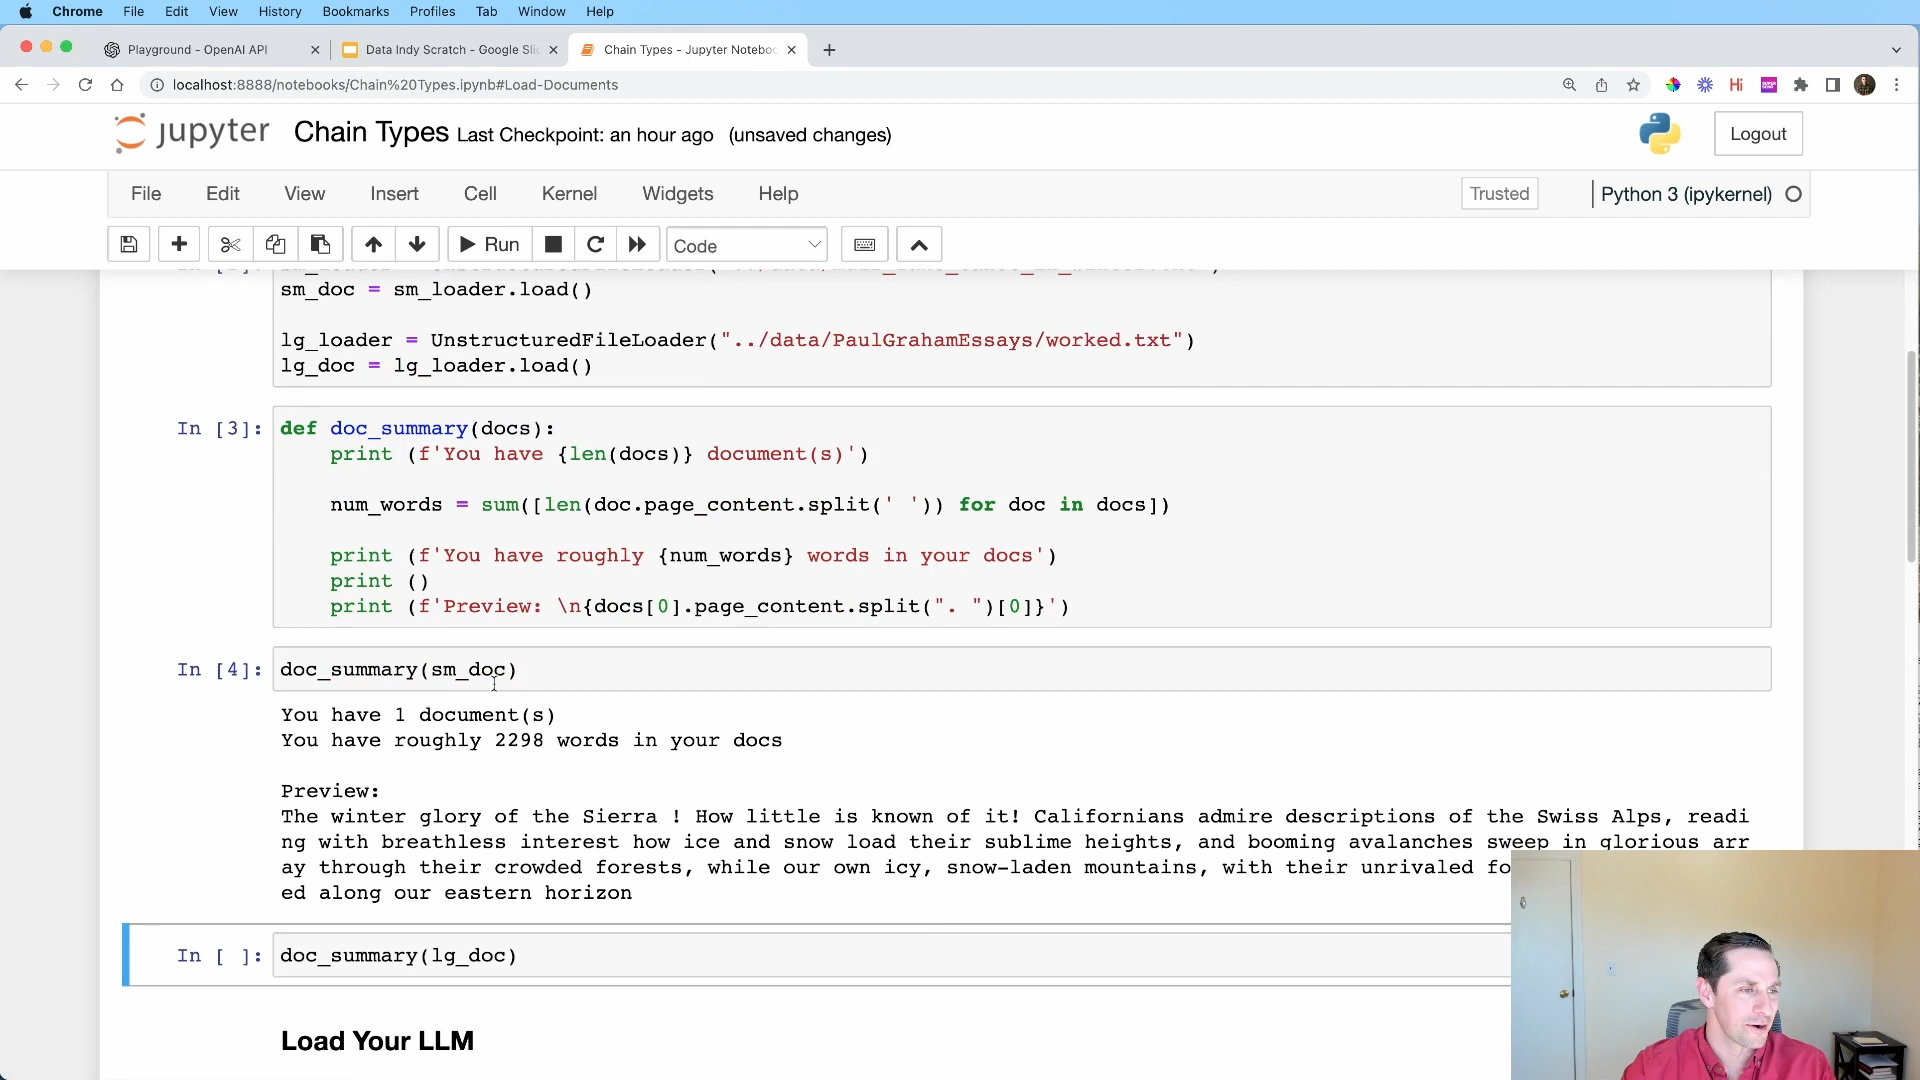 Chrome File Edit View History Bookmarks Profiles Tab Window Help
Playground - OpenAI API
Data Indy Scratch - Google Sli
Chain Types - Jupyter Notebo
localhost:8888/notebooks/Chain%20Types.ipynb#Load-Documents
Hi
jupyter Chain Types Last Checkpoint: an hour ago (unsaved changes)
Logout
File Edit View Insert Cell Kernel Widgets Help
Trusted
Python 3 (ipykernel)
Run
Code
sm_doc = sm_loader.load()
lg_loader = UnstructuredFileLoader("../data/PaulGrahamEssays/worked.txt")
lg_doc = lg_loader.load()
In [3]: def doc_summary(docs):
print (f'You have {len(docs)} document(s)')
num_words = sum([len(doc.page_content.split(' ')) for doc in docs])
print (f'You have roughly {num_words} words in your docs')
print ()
print (f'Preview: \n{docs[0].page_content.split(". ")[0]}')
In [4]: doc_summary(sm_doc)
You have 1 document(s)
You have roughly 2298 words in your docs
Preview:
The winter glory of the Sierra ! How little is known of it! Californians admire descriptions of the Swiss Alps, readi
ng with breathless interest how ice and snow load their sublime heights, and booming avalanches sweep in glorious arr
ay through their crowded forests, while our own icy, snow-laden mountains, with their unrivaled fo
ed along our eastern horizon
In [ ]: doc_summary(lg_doc)
Load Your LLM